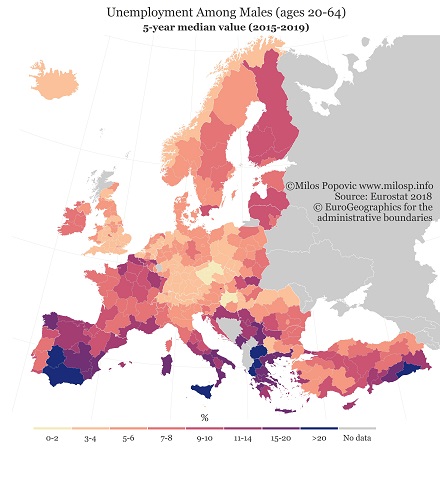 Unemployment Among Males (ages 20-64)
5-year median value (2015-2019)
©Milos Popovic www.milosp.info
Source: Eurostat 2018
© EuroGeographics for the
administrative boundaries
%
0-2 3-4 5-6 7-8 9-10 11-14 15-20 >20 No data